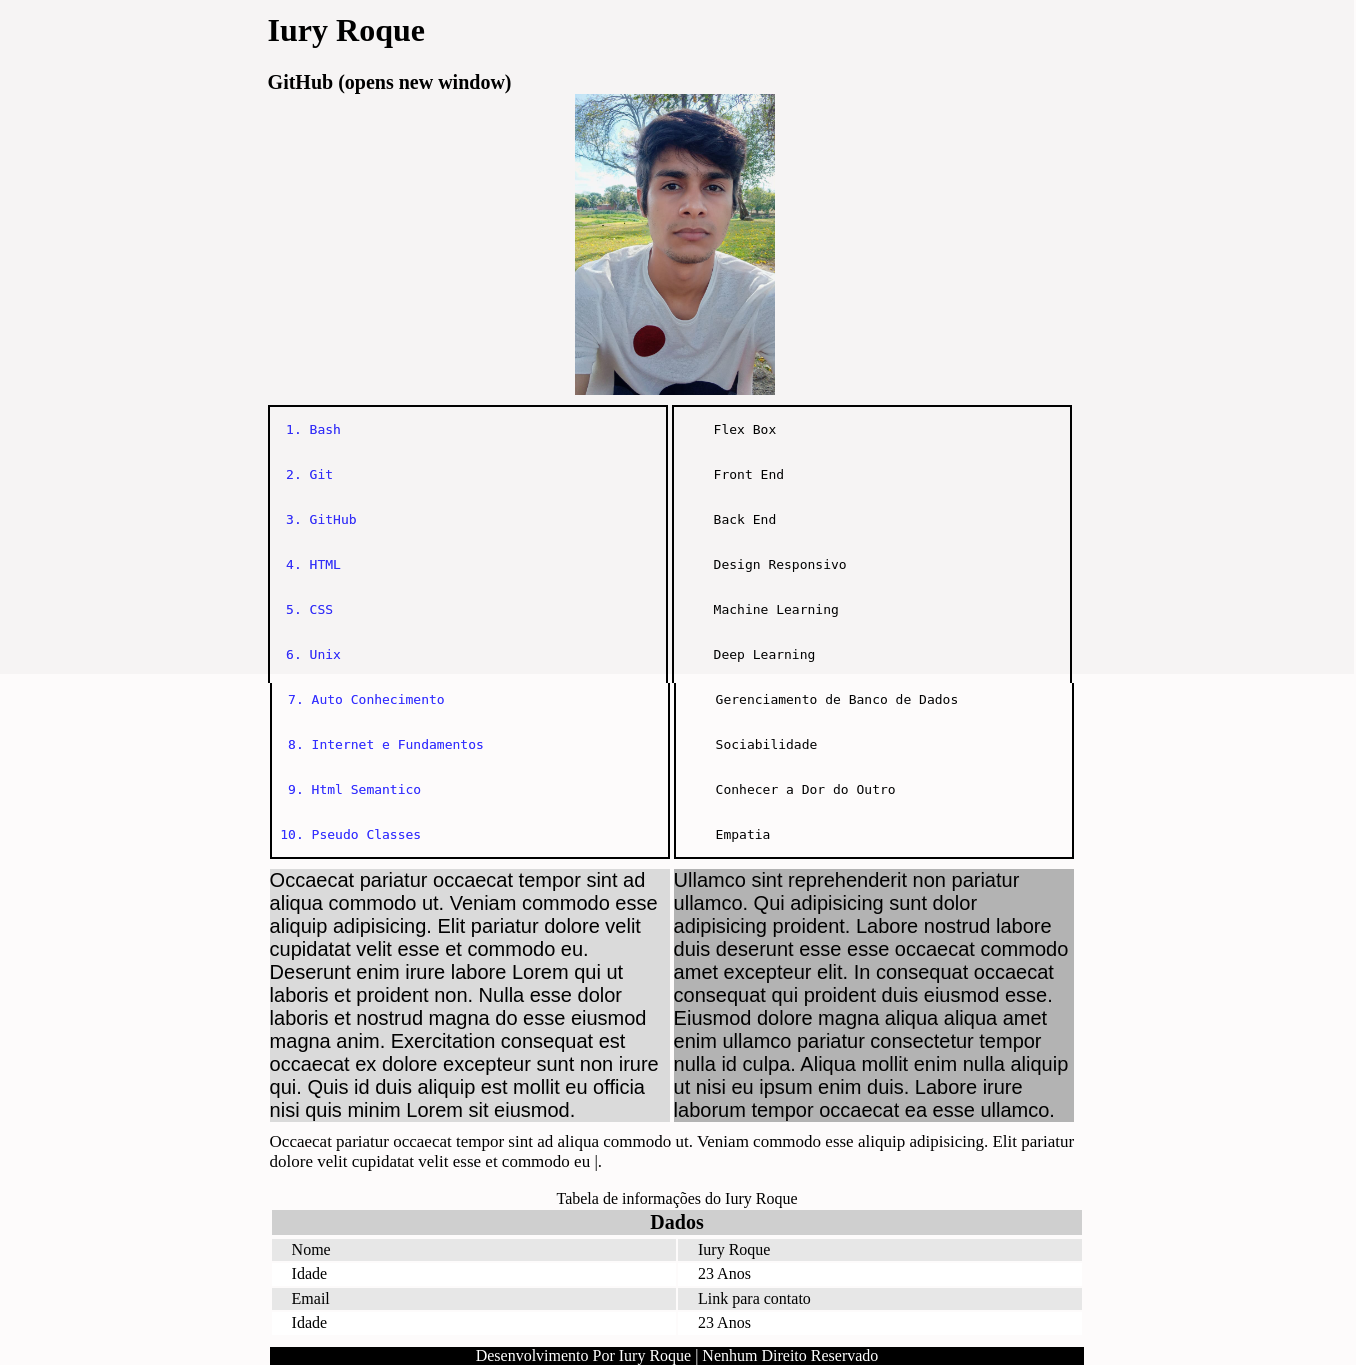 Iury Roque
GitHub (opens new window)
1. Bash
2. Git
3. GitHub
4. HTML
5. CSS
6. Unix
7. Auto Conhecimento
8. Internet e Fundamentos
9. Html Semantico
10. Pseudo Classes
Flex Box
Front End
Back End
Design Responsivo
Machine Learning
Deep Learning
Gerenciamento de Banco de Dados
Sociabilidade
Conhecer a Dor do Outro
Empatia
Occaecat pariatur occaecat tempor sint ad
aliqua commodo ut. Veniam commodo esse
aliquip adipisicing. Elit pariatur dolore velit
cupidatat velit esse et commodo eu.
Deserunt enim irure labore Lorem qui ut
laboris et proident non. Nulla esse dolor
laboris et nostrud magna do esse eiusmod
magna anim. Exercitation consequat est
occaecat ex dolore excepteur sunt non irure
qui. Quis id duis aliquip est mollit eu officia
nisi quis minim Lorem sit eiusmod.
Ullamco sint reprehenderit non pariatur
ullamco. Qui adipisicing sunt dolor
adipisicing proident. Labore nostrud labore
duis deserunt esse esse occaecat commodo
amet excepteur elit. In consequat occaecat
consequat qui proident duis eiusmod esse.
Eiusmod dolore magna aliqua aliqua amet
enim ullamco pariatur consectetur tempor
nulla id culpa. Aliqua mollit enim nulla aliquip
ut nisi eu ipsum enim duis. Labore irure
laborum tempor occaecat ea esse ullamco.
Occaecat pariatur occaecat tempor sint ad aliqua commodo ut. Veniam commodo esse aliquip adipisicing. Elit pariatur
dolore velit cupidatat velit esse et commodo eu |.
Tabela de informações do Iury Roque
Dados
Nome Iury Roque
Idade 23 Anos
Email Link para contato
Idade 23 Anos
Desenvolvimento Por Iury Roque | Nenhum Direito Reservado